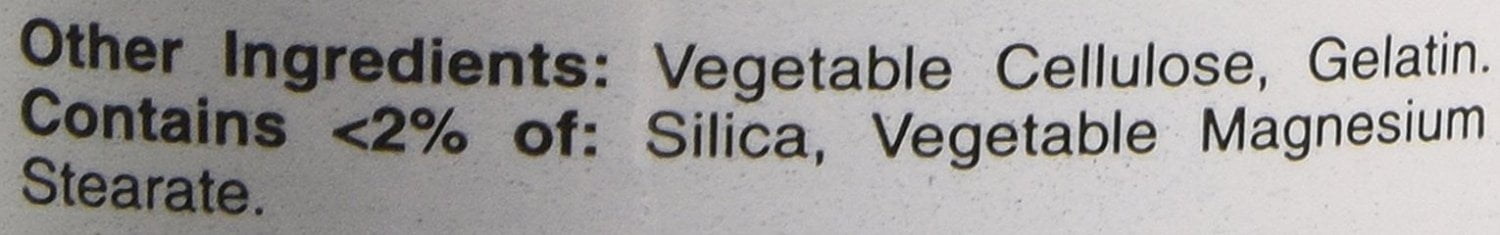 Other Ingredients: Vegetable Cellulose, Gelatin.
Contains <2% of: Silica, Vegetable Magnesium
Stearate.